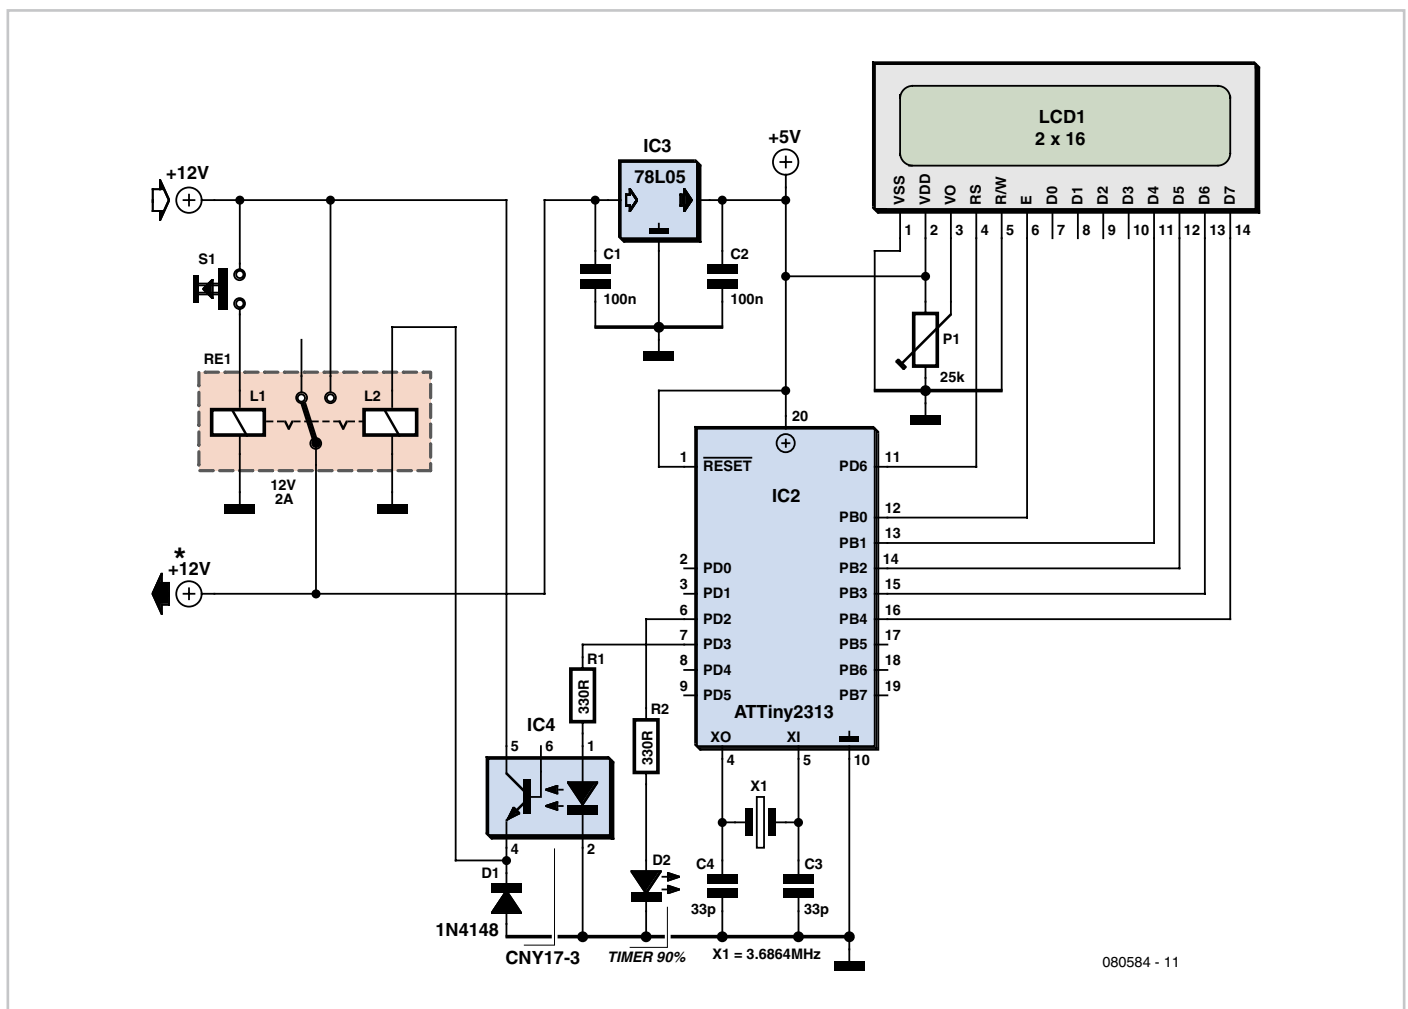 LCD1
2 x 16
VSS VDD VO RS R/W E D0 D1 D2 D3 D4 D5 D6 D7
1 2 3 4 5 6 7 8 9 10 11 12 13 14
+5V
IC3
78L05
+12V
S1
C1
100n
C2
100n
P1
25k
RE1
L1
L2
12V
2A
*
+12V
20
1 RESET
PD6 11
IC2
PB0 12
PB1 13
2 PD0
PB2 14
3 PD1
PB3 15
6 PD2
PB4 16
7 PD3
PB5 17
8 PD4
PB6 18
9 PD5
PB7 19
ATTiny2313
XO
XI
4
5
10
R1
330R
R2
330R
IC4
5
6
1
4
2
X1
D1
1N4148
D2
C4
33p
C3
33p
CNY17-3
TIMER 90%
X1 = 3.6864MHz
080584 - 11